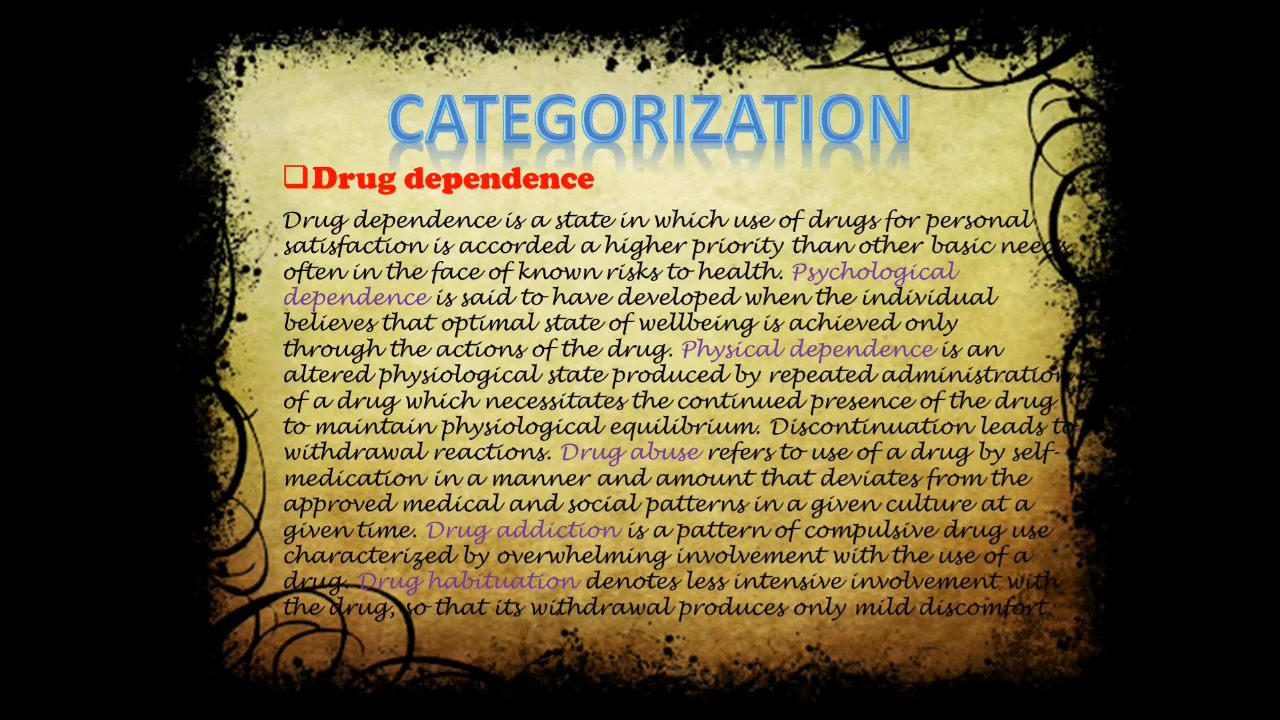 CATEGORIZATION
❑Drug dependence
Drug dependence is a state in which use of drugs for personal
satisfaction is accorded a higher priority than other basic needs,
often in the face of known risks to health. Psychological
dependence is said to have developed when the individual
believes that optimal state of wellbeing is achieved only
through the actions of the drug. Physical dependence is an
altered physiological state produced by repeated administration
of a drug which necessitates the continued presence of the drug
to maintain physiological equilibrium. Discontinuation leads to
withdrawal reactions. Drug abuse refers to use of a drug by self-
medication in a manner and amount that deviates from the
approved medical and social patterns in a given culture at a
given time. Drug addiction is a pattern of compulsive drug use
characterized by overwhelming involvement with the use of a
drug. Drug habituation denotes less intensive involvement with
the drug, so that its withdrawal produces only mild discomfort.